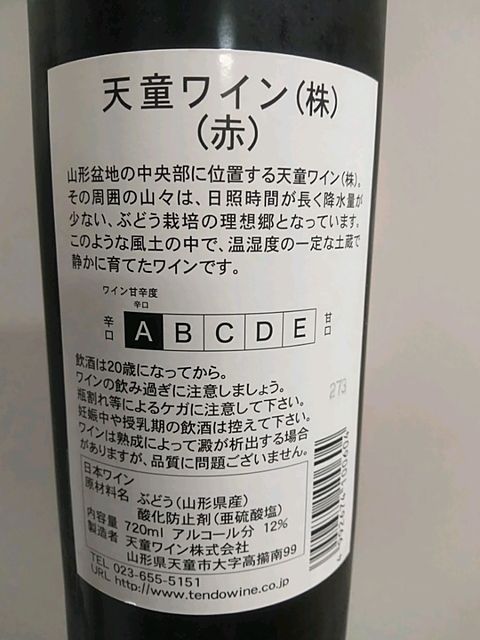 天童ワイン(株)
(赤)
山形盆地の中央部に位置する天童ワイン(株)。
その周囲の山々は、日照時間が長く降水量が
少ない、ぶどう栽培の理想郷となっています。
このような風土の中で、温湿度の一定な土蔵で
静かに育てたワインです。
ワイン甘辛度
辛口
辛口 A B C D E 甘口
飲酒は20歳になってから。
ワインの飲み過ぎに注意しましょう。
瓶割れ等によるケガに注意して下さい。
妊娠中や授乳期の飲酒は控えて下さい。
ワインは熟成によって澱が析出する場合
がありますが、品質に問題ございません。
273
日本ワイン
原材料名 ぶどう(山形県産)
酸化防止剤(亜硫酸塩)
内容量 720ml アルコール分 12%
製造者 天童ワイン株式会社
山形県天童市大字高擶南99
TEL 023-655-5151
URL http://www.tendowine.co.jp